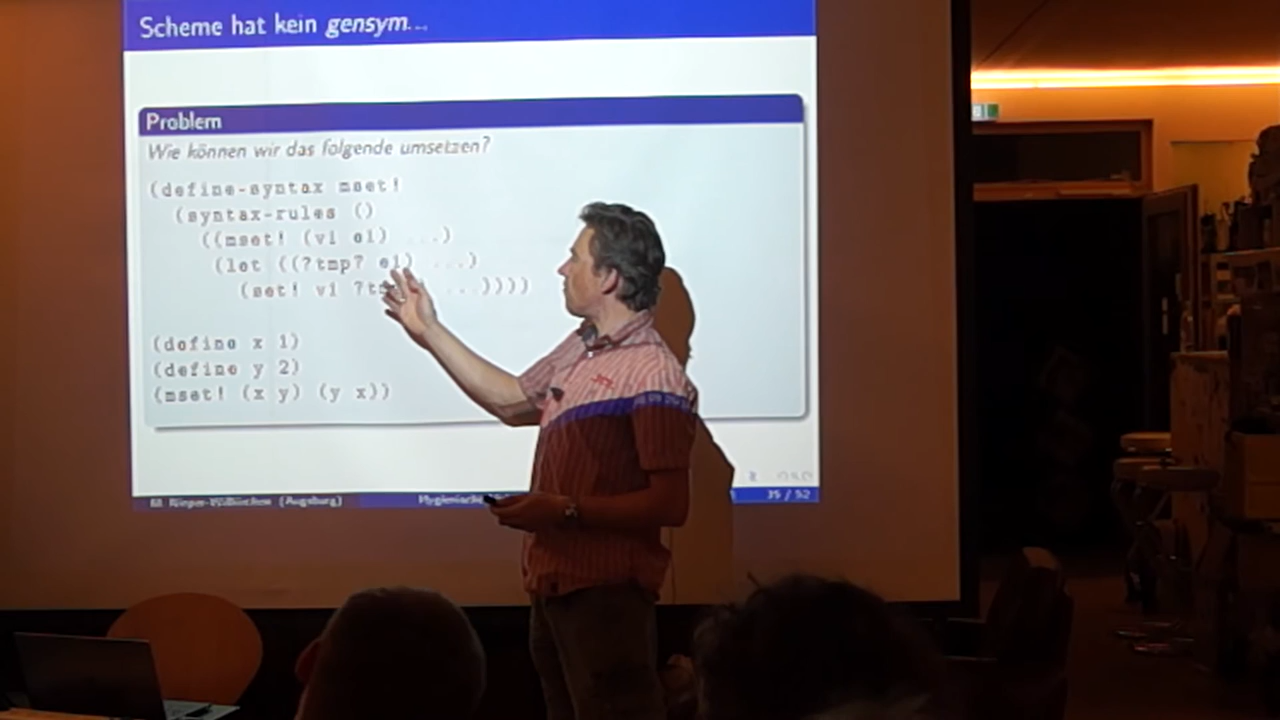 Scheme hat kein gensym...
Problem
Wie können wir das folgende umsetzen?
(define-syntax mset!
(syntax-rules ()
((mset! (vi ei) ...)
(let ((?tmp? ei) ...)
(set! vi ...))))
(define x 1)
(define y 2)
(mset! (x y) (y x))
(Augsburg)
35 / 52